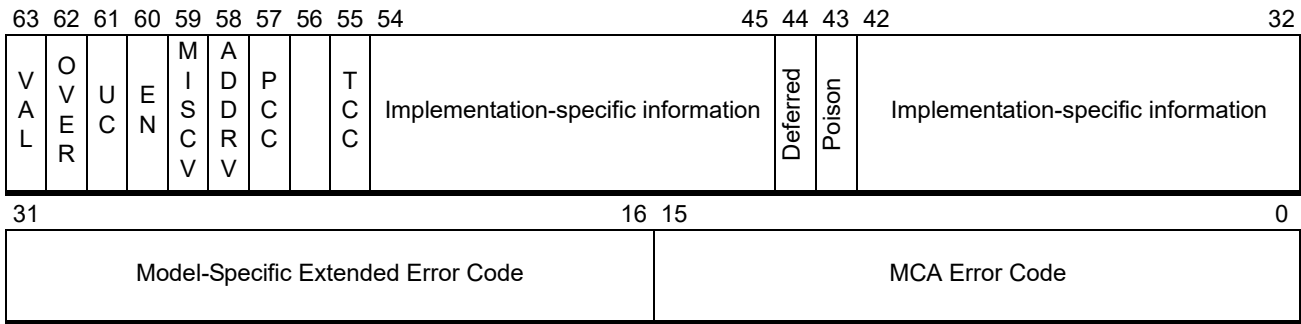 63 62 61 60 59 58 57 56 55 54 45 44 43 42 32
VAL
OVER
UC
EN
MISCV
ADDRV
PCC
TCC
Implementation-specific information
Deferred
Poison
Implementation-specific information
31 16 15 0
Model-Specific Extended Error Code
MCA Error Code